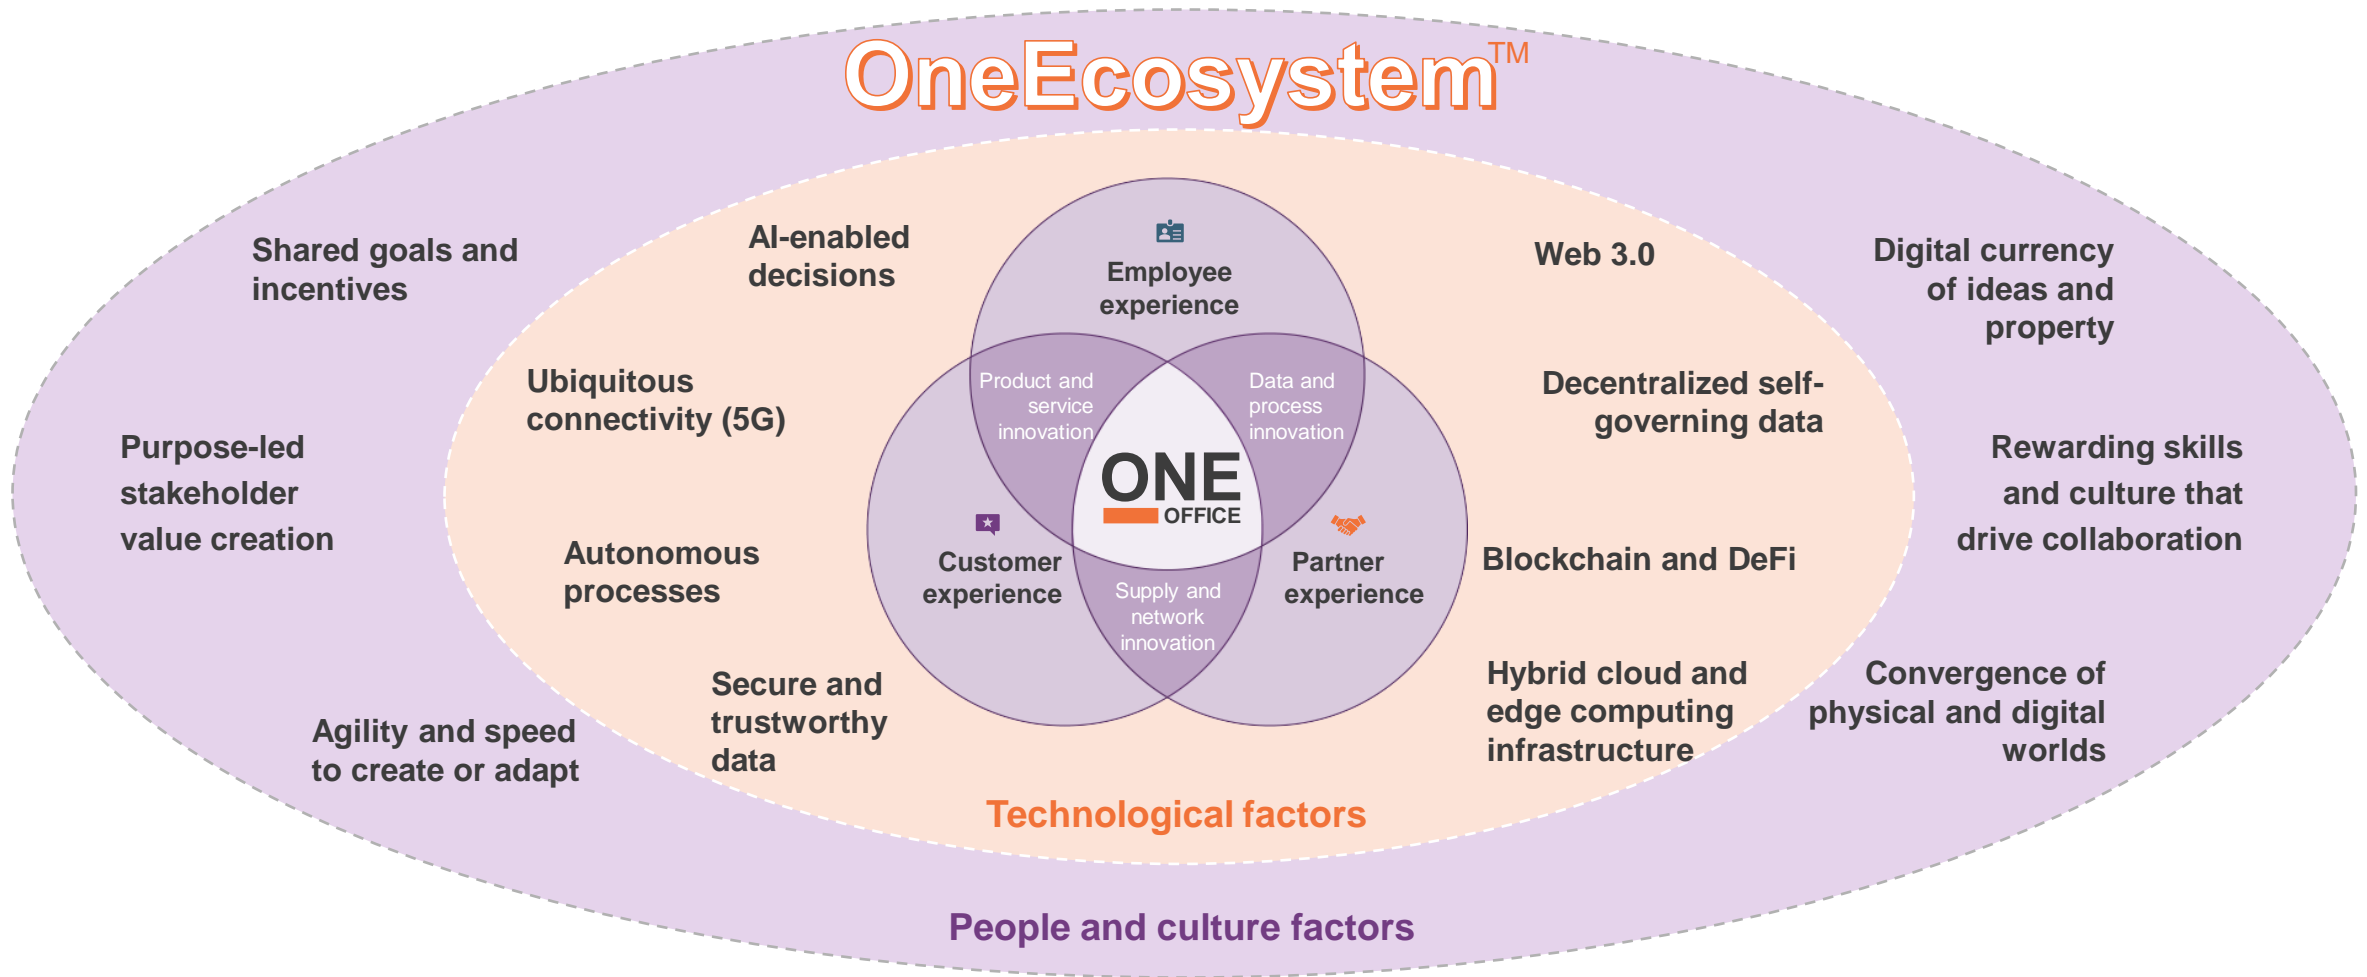 OneEcosystem™
Shared goals and
incentives
Purpose-led
stakeholder
value creation
Agility and speed
to create or adapt
AI-enabled
decisions
Ubiquitous
connectivity (5G)
Autonomous
processes
Secure and
trustworthy
data
Employee
experience
Product and
service
innovation
Data and
process
innovation
ONE
OFFICE
Customer
experience
Partner
experience
Supply and
network
innovation
Web 3.0
Decentralized self-
governing data
Blockchain and DeFi
Hybrid cloud and
edge computing
infrastructure
Digital currency
of ideas and
property
Rewarding skills
and culture that
drive collaboration
Convergence of
physical and digital
worlds
Technological factors
People and culture factors